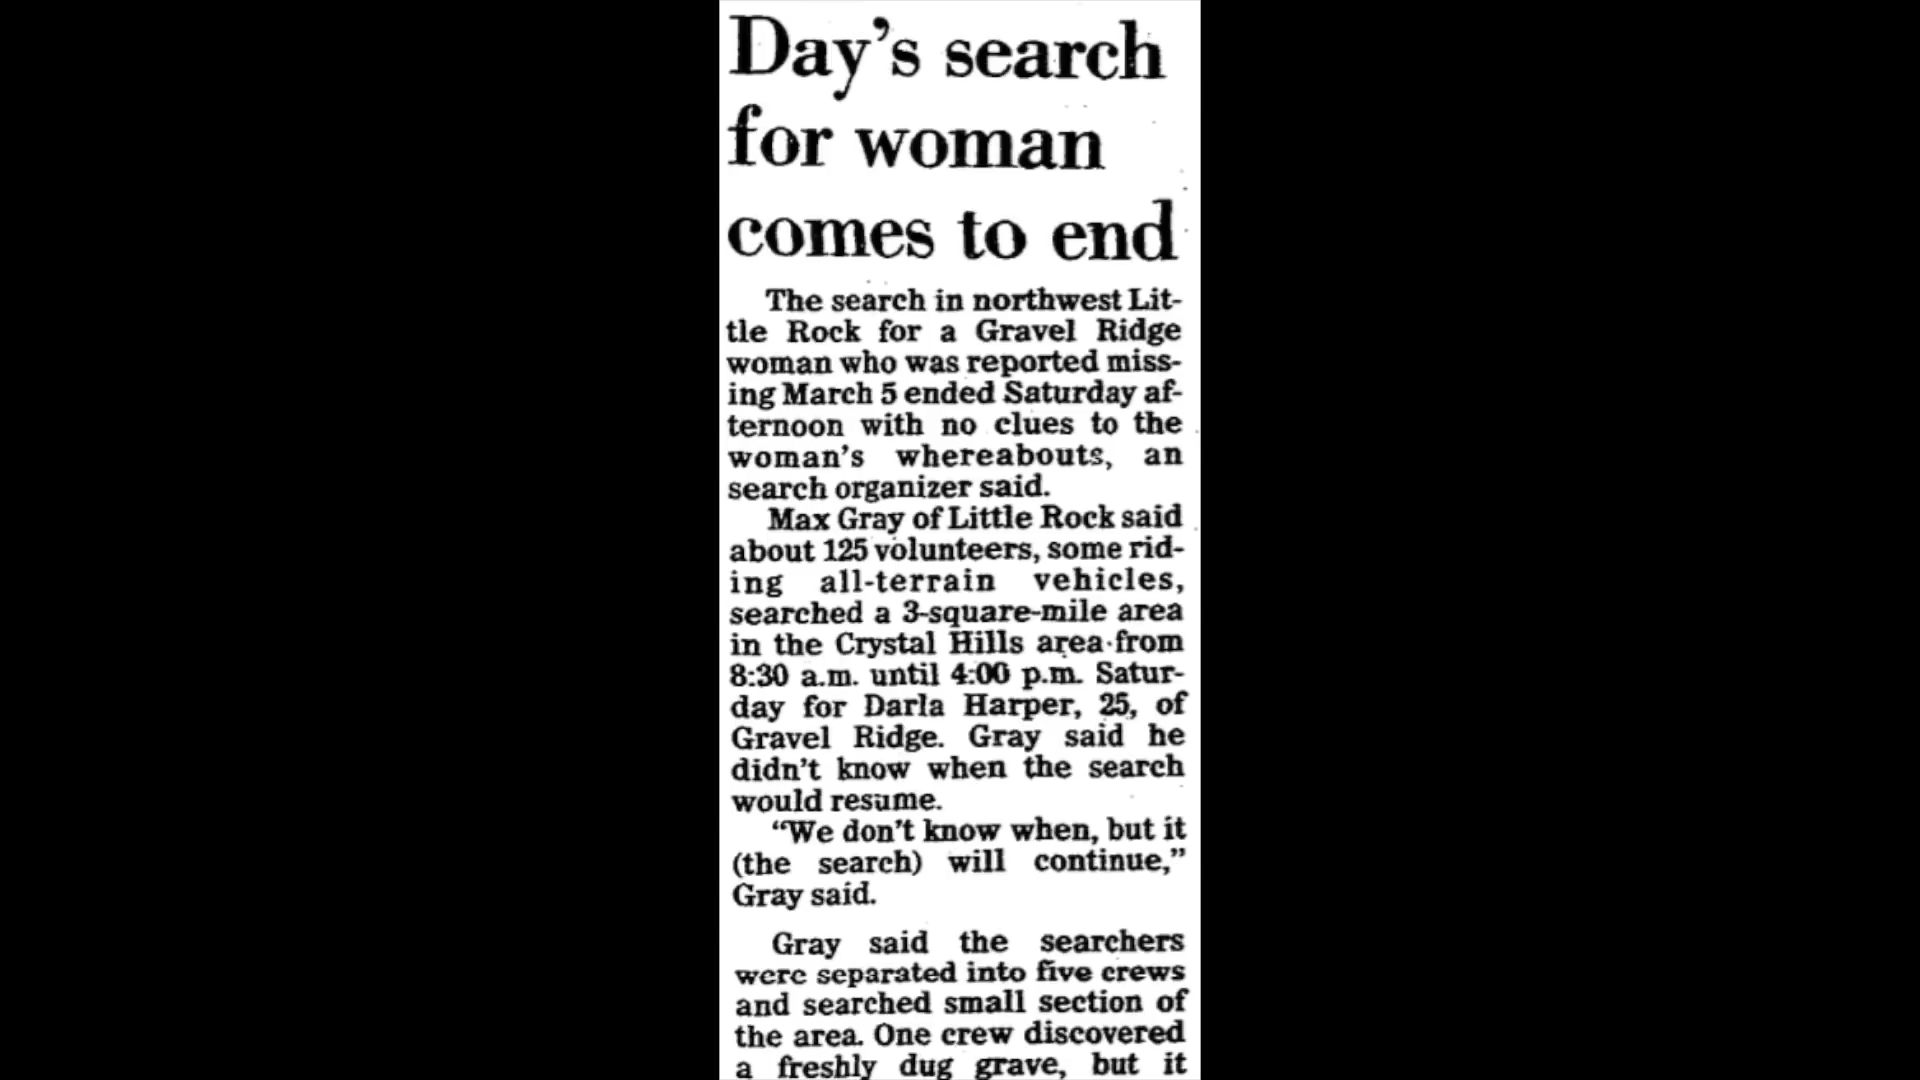 Day's search
for woman
comes to end
The search in northwest Lit-
tle Rock for a Gravel Ridge
woman who was reported miss-
ing March 5 ended Saturday af-
ternoon with no clues to the
woman's whereabouts, an
search organizer said.
Max Gray of Little Rock said
about 125 volunteers, some rid-
ing all-terrain vehicles,
searched a 3-square-mile area
in the Crystal Hills area from
8:30 a.m. until 4:00 p.m. Satur-
day for Darla Harper, 25, of
Gravel Ridge. Gray said he
didn't know when the search
would resume.
“We don't know when, but it
(the search) will continue,”
Gray said.
Gray said the searchers
were separated into five crews
and searched small section of
the area. One crew discovered
a freshly dug grave, but it